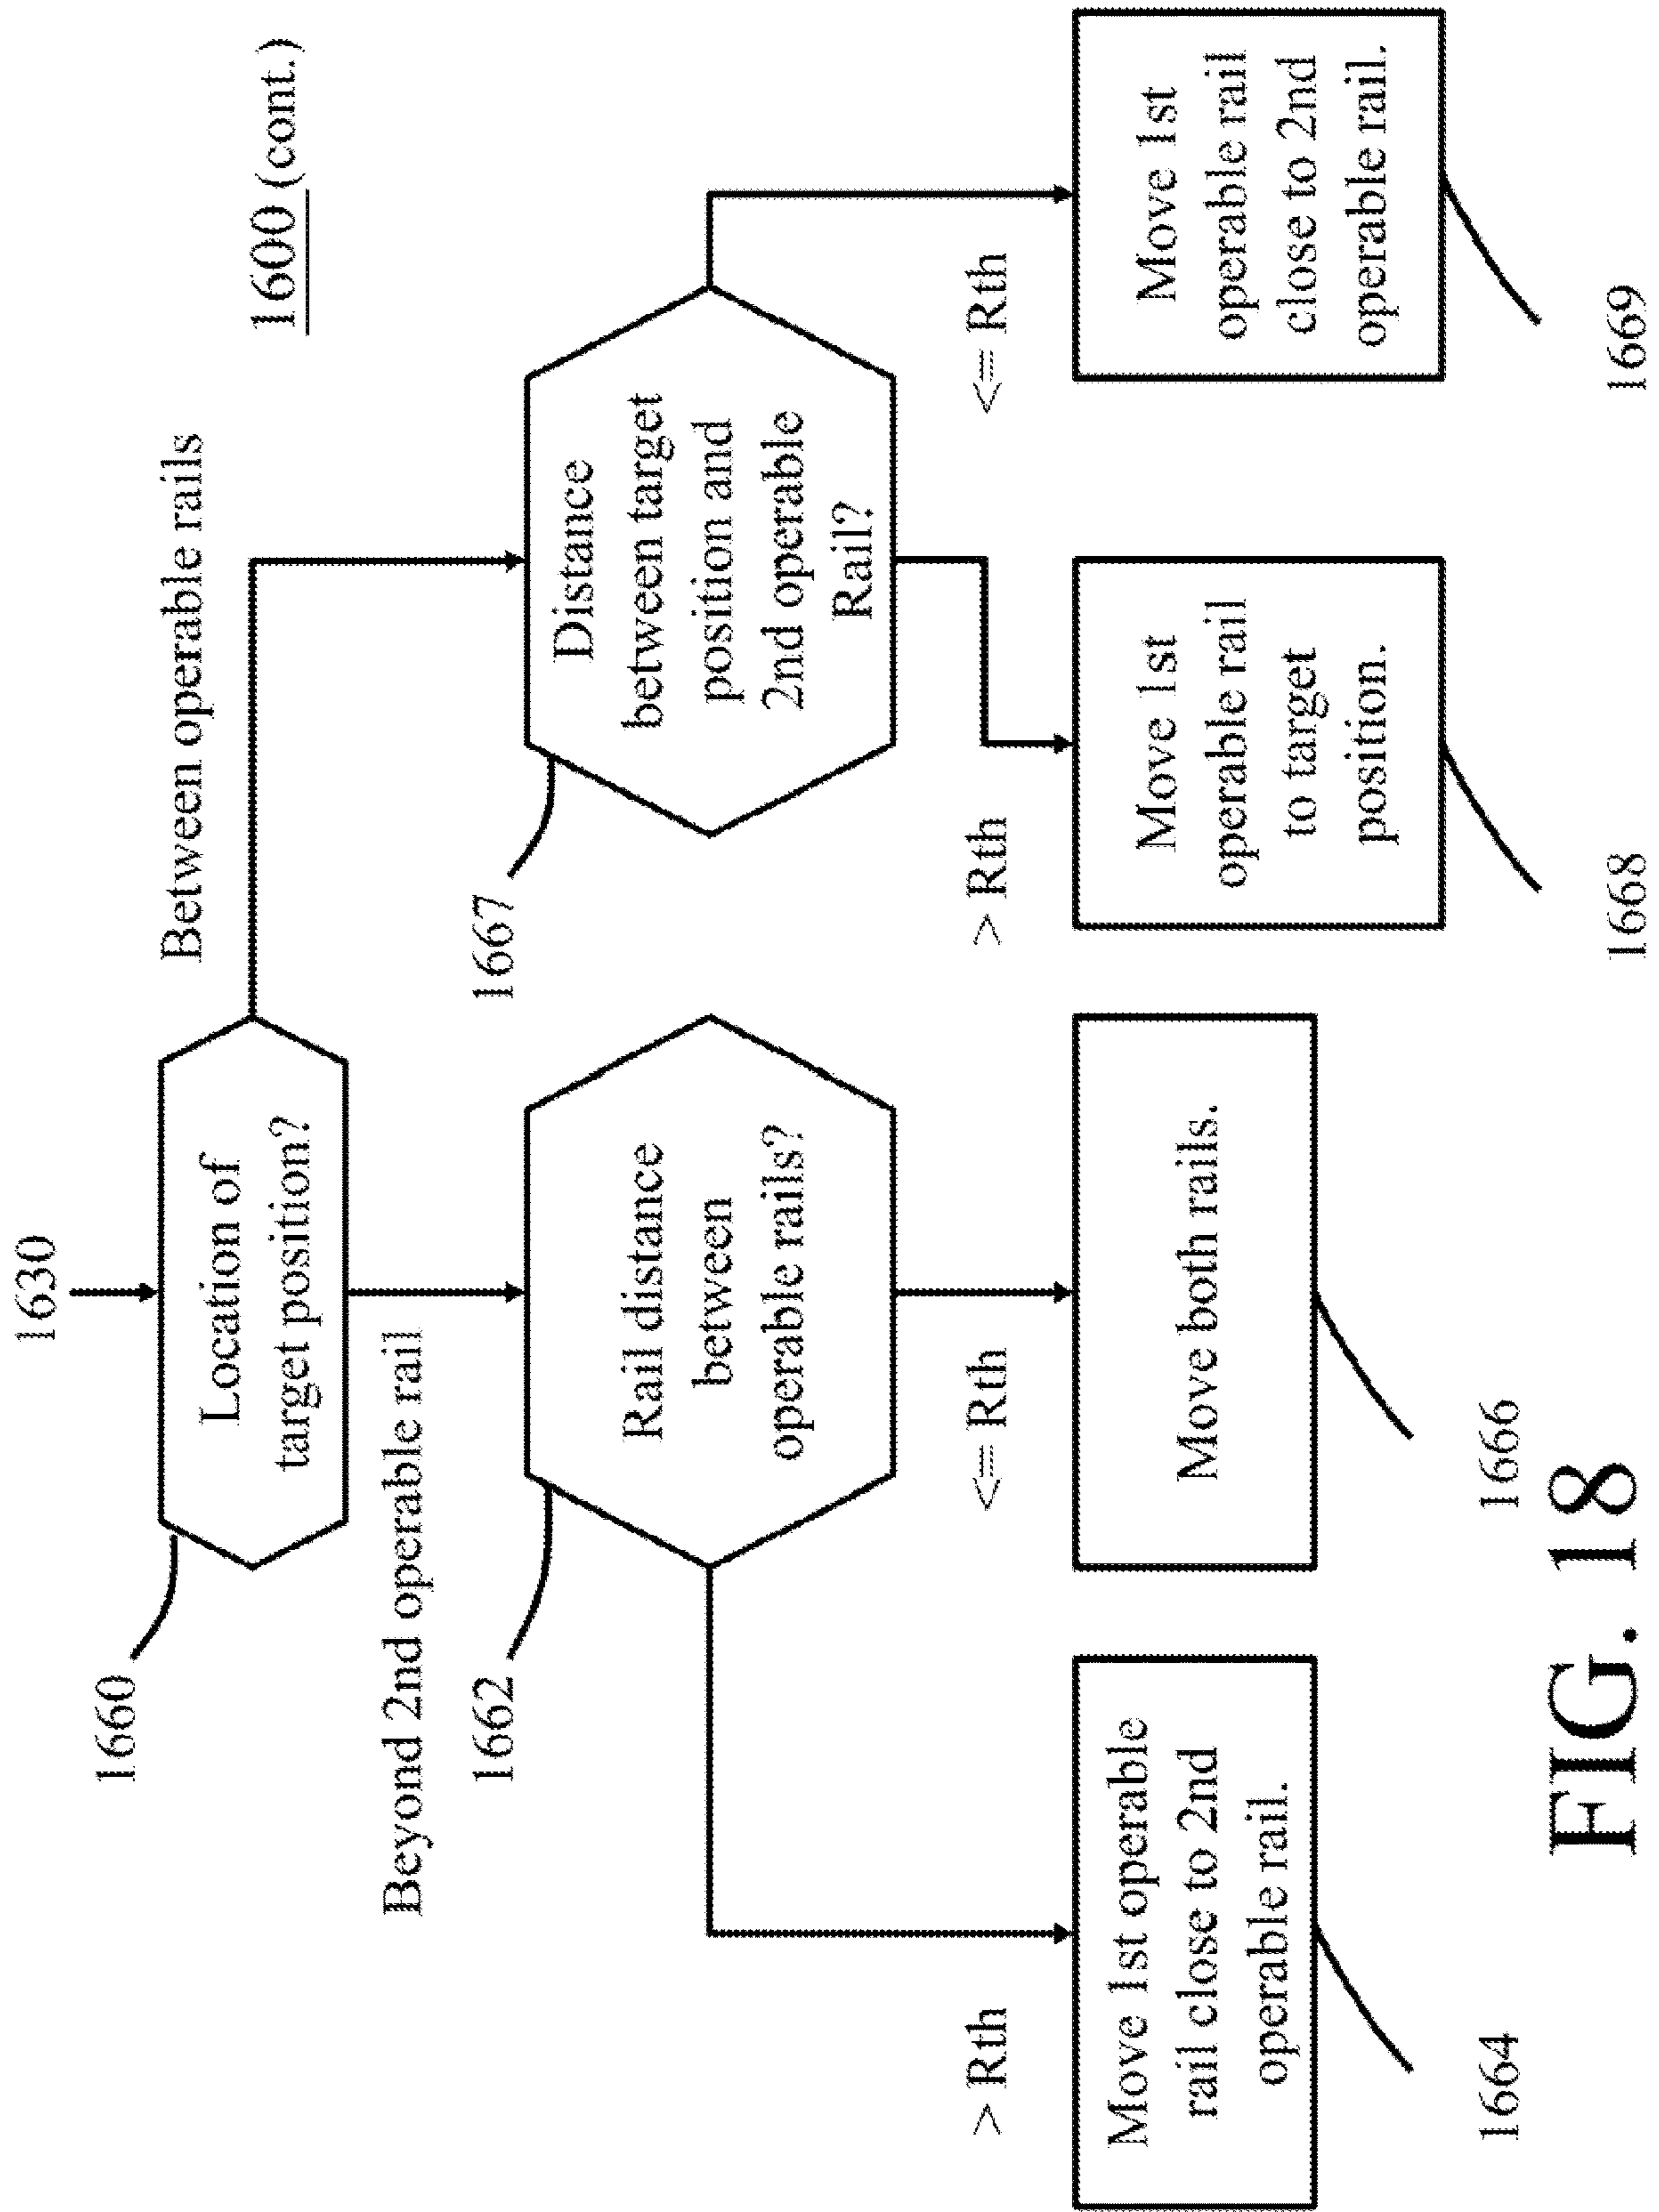 1600 (cont.)
1630
1660
Location of
target position?
Between operable rails
Beyond 2nd operable rail
1662
Rail distance
between
operable rails?
1667
Distance
between target
position and
2nd operable
Rail?
> Rth
<= Rth
> Rth
<= Rth
Move 1st operable
rail close to 2nd
operable rail.
Move both rails.
Move 1st
operable rail
to target
position.
Move 1st
operable rail
close to 2nd
operable rail.
1664
1666
1668
1669
FIG. 18